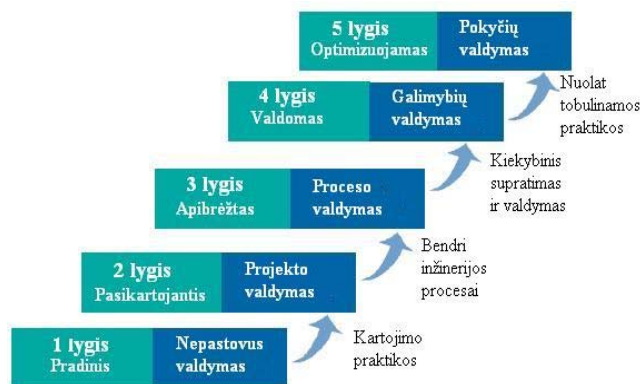 5 lygis
Optimizuojamas
Pokyčių
valdymas
Nuolat
tobulinamos
praktikos
4 lygis
Valdomas
Galimybių
valdymas
Kiekybinis
supratimas
ir valdymas
3 lygis
Apibrėžtas
Proceso
valdymas
Bendri
inžinerijos
procesai
2 lygis
Pasikartojantis
Projekto
valdymas
Kartojimo
praktikos
1 lygis
Pradinis
Nepastovus
valdymas